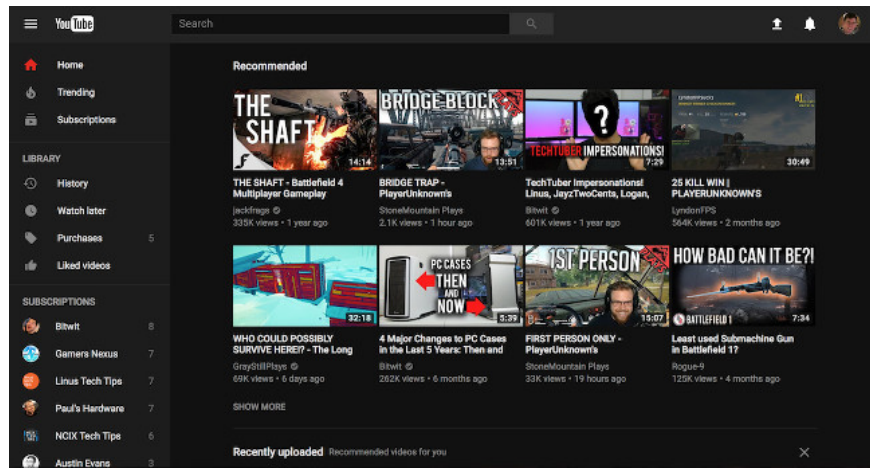 YouTube
Search
Home
Trending
Subscriptions
LIBRARY
History
Watch later
Purchases 5
Liked videos
SUBSCRIPTIONS
Bitwit 8
Gamers Nexus 7
Linus Tech Tips 7
Paul's Hardware 7
NCIX Tech Tips 6
Austin Evans 3
Recommended
THE
SHAFT
14:14
THE SHAFT - Battlefield 4
Multiplayer Gameplay
jackfrags
335K views • 1 year ago
BRIDGE BLOCK
13:51
BRIDGE TRAP -
PlayerUnknown's
StoneMountain Plays
2.1K views • 1 hour ago
?
TECHTUBER IMPERSONATIONS!
7:29
TechTuber Impersonations!
Linus, JayzTwoCents, Logan,
Bitwit
601K views • 1 year ago
#1
30:49
25 KILL WIN |
PLAYERUNKNOWN'S
LyndonFPS
564K views • 2 months ago
32:18
WHO COULD POSSIBLY
SURVIVE HERE!? - The Long
GrayStillPlays
69K views • 6 days ago
PC CASES
THEN
AND
NOW
5:39
4 Major Changes to PC Cases
in the Last 5 Years: Then and
Bitwit
262K views • 6 months ago
1ST PERSON
15:07
FIRST PERSON ONLY -
PlayerUnknown's
StoneMountain Plays
33K views • 19 hours ago
HOW BAD CAN IT BE?!
BATTLEFIELD 1
7:34
Least used Submachine Gun
in Battlefield 1?
Rogue-9
125K views • 4 months ago
SHOW MORE
Recently uploaded Recommended videos for you